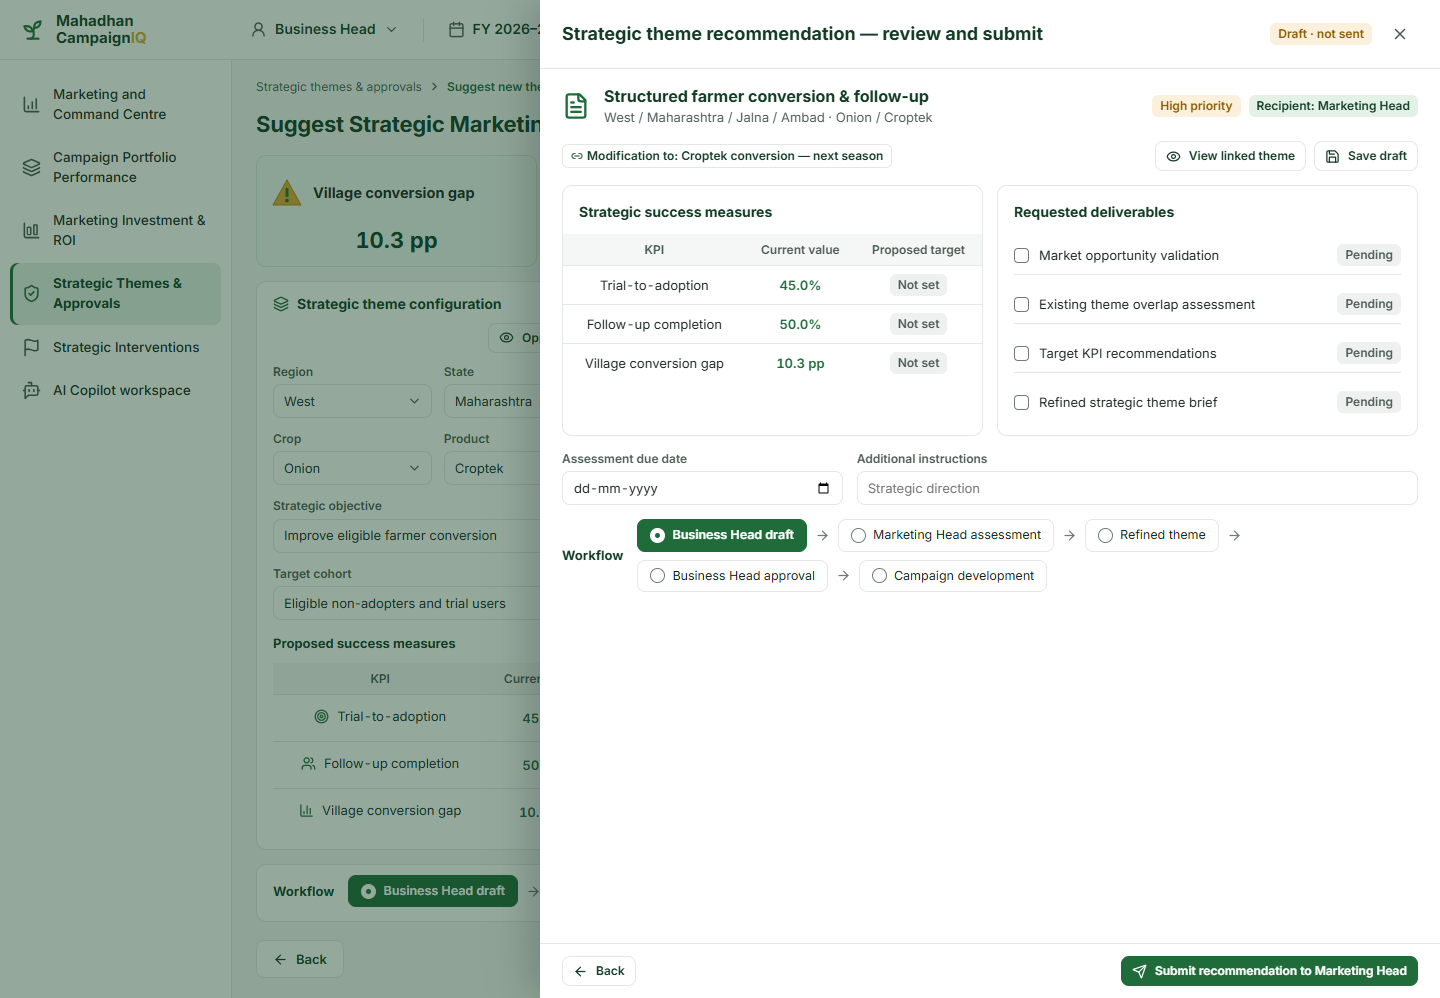 Mahadhan
CampaignIQ
Business Head
FY 2026–2
Marketing and
Command Centre
Campaign Portfolio
Performance
Marketing Investment &
ROI
Strategic Themes &
Approvals
Strategic Interventions
AI Copilot workspace
Strategic themes & approvals > Suggest new the
Suggest Strategic Marketin
Village conversion gap
10.3 pp
Strategic theme configuration
Op
Region
State
West
Maharashtra
Crop
Product
Onion
Croptek
Strategic objective
Improve eligible farmer conversion
Target cohort
Eligible non-adopters and trial users
Proposed success measures
KPI
Curren
Trial-to-adoption
45
Follow-up completion
50
Village conversion gap
10.
Workflow
Business Head draft
Back
Strategic theme recommendation — review and submit
Draft · not sent
Structured farmer conversion & follow-up
West / Maharashtra / Jalna / Ambad · Onion / Croptek
High priority
Recipient: Marketing Head
Modification to: Croptek conversion — next season
View linked theme
Save draft
Strategic success measures
KPI
Current value
Proposed target
Trial-to-adoption
45.0%
Not set
Follow-up completion
50.0%
Not set
Village conversion gap
10.3 pp
Not set
Requested deliverables
Market opportunity validation
Pending
Existing theme overlap assessment
Pending
Target KPI recommendations
Pending
Refined strategic theme brief
Pending
Assessment due date
Additional instructions
dd-mm-yyyy
Strategic direction
Workflow
Business Head draft
Marketing Head assessment
Refined theme
Business Head approval
Campaign development
Back
Submit recommendation to Marketing Head